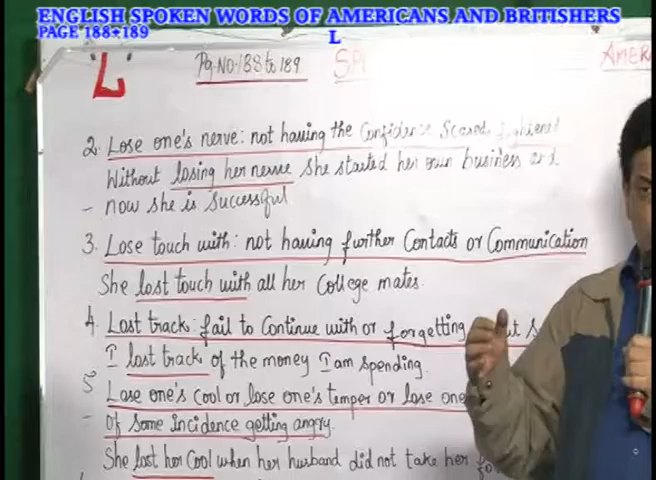 ENGLISH SPOKEN WORDS OF AMERICANS AND BRITISHERS
PAGE 188+189
L
"L"
Pg.NO.188 to 189
AMER
2. Lose one's nerve: not having the Confidence Scared
Without losing her nerve she started her own business and
- now she is Successful
3. Lose touch with: not having further Contacts or Communication
She lost touch with all her College mates.
4. Lost track: fail to Continue with or forgetting
I lost track of the money I am spending.
5 Lose one's cool or lose one's temper or lose one
- of some incidence getting angry.
She lost her Cool when her husband did not take her